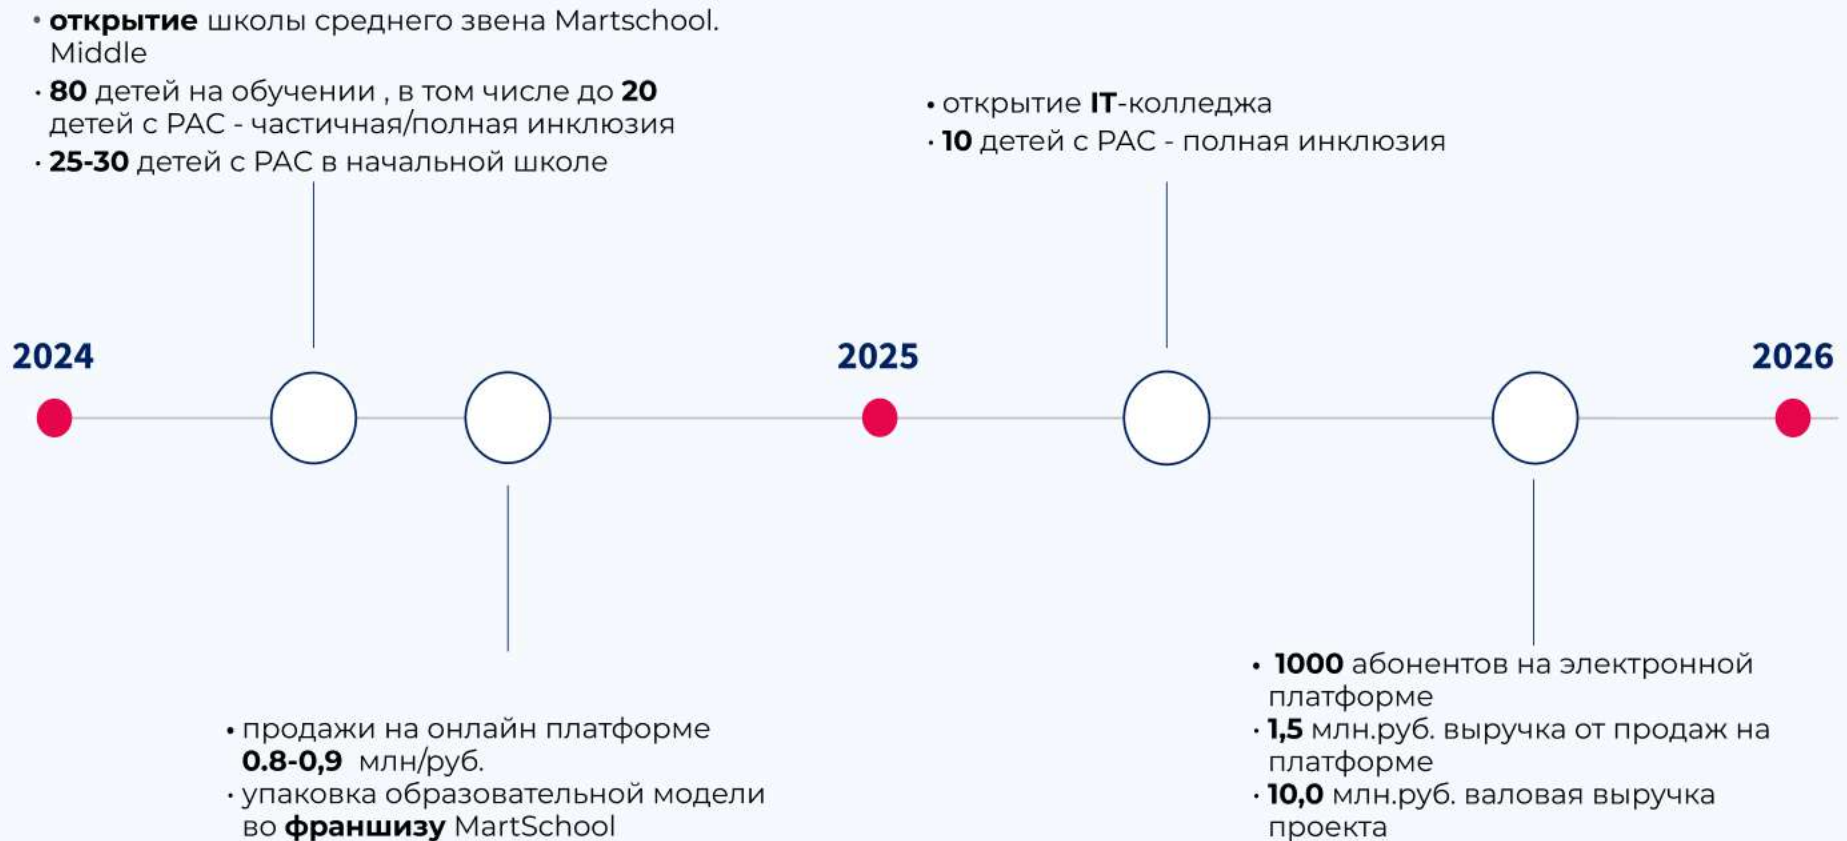 • открытие школы среднего звена Martschool.
Middle
· 80 детей на обучении , в том числе до 20
детей с РАС - частичная/полная инклюзия
· 25-30 детей с РАС в начальной школе
• открытие IT-колледжа
· 10 детей с РАС - полная инклюзия
2024
2025
2026
• продажи на онлайн платформе
0.8-0,9 млн/руб.
· упаковка образовательной модели
во франшизу MartSchool
• 1000 абонентов на электронной
платформе
· 1,5 млн.руб. выручка от продаж на
платформе
· 10,0 млн.руб. валовая выручка
проекта